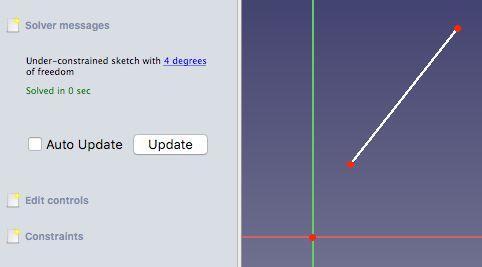 Solver messages
Under-constrained sketch with 4 degrees
of freedom
Solved in 0 sec
Auto Update
Update
Edit controls
Constraints